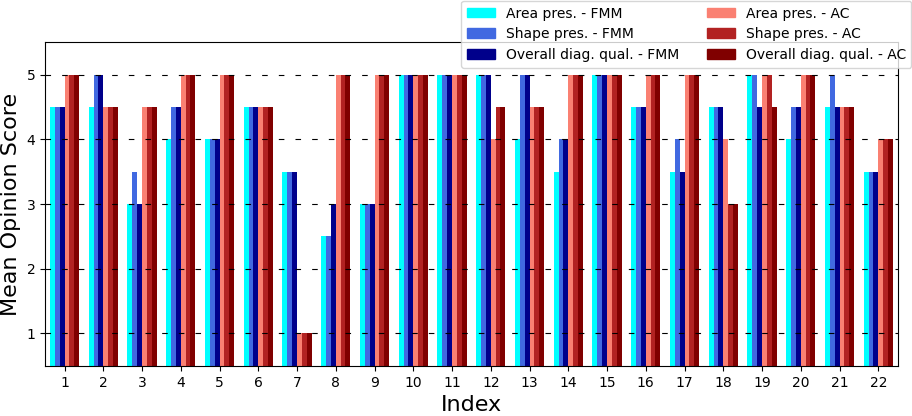 Area pres. - FMM
Shape pres. - FMM
Overall diag. qual. - FMM
Area pres. - AC
Shape pres. - AC
Overall diag. qual. - AC
Mean Opinion Score
5
4
3
2
1
1 2 3 4 5 6 7 8 9 10 11 12 13 14 15 16 17 18 19 20 21 22
Index